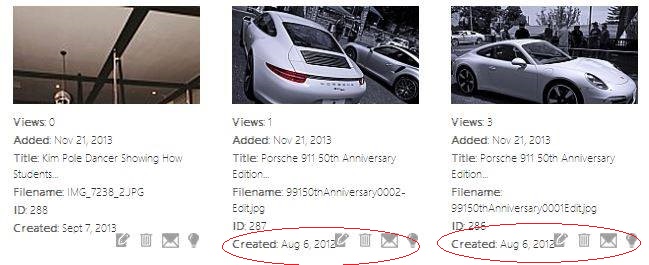 Views: 0
Added: Nov 21, 2013
Title: Kim Pole Dancer Showing How
Students...
Filename: IMG_7238_2.JPG
ID: 288
Created: Sept 7, 2013
Views: 1
Added: Nov 21, 2013
Title: Porsche 911 50th Anniversary
Edition...
Filename: 99150thAnniversary0002-
Edit.jpg
ID: 287
Created: Aug 6, 2012
Views: 3
Added: Nov 21, 2013
Title: Porsche 911 50th Anniversary
Edition...
Filename:
99150thAnniversary0001Edit.jpg
ID: 286
Created: Aug 6, 2012